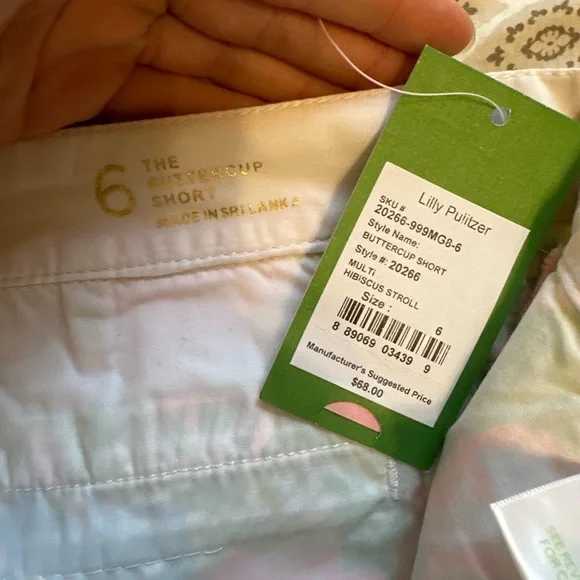 6
THE
BUTTERCUP
SHORT
MADE IN SRI LANKA
Lilly Pulitzer
SKU #
20266-999MG8-6
Style Name:
BUTTERCUP SHORT
Style #: 20266
MULTI
HIBISCUS STROLL
Size : 6
8 89069 03439 9
Manufacturer's Suggested Price
$68.00